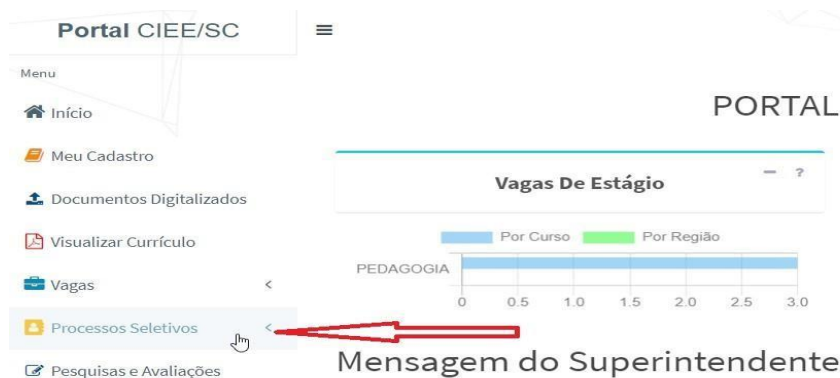 Portal CIEE/SC
Menu
Início
Meu Cadastro
Documentos Digitalizados
Visualizar Currículo
Vagas
Processos Seletivos
Pesquisas e Avaliações
PORTAL
Vagas De Estágio
Por Curso Por Região
PEDAGOGIA
0 0.5 1.0 1.5 2.0 2.5 3.0
Mensagem do Superintendente